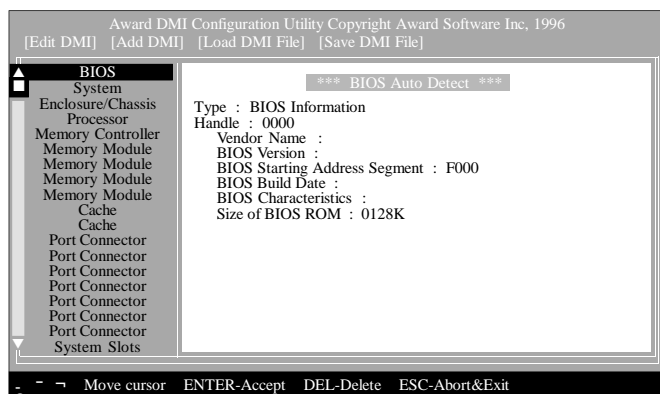 Award DMI Configuration Utility Copyright Award Software Inc, 1996
[Edit DMI] [Add DMI] [Load DMI File] [Save DMI File]
BIOS
System
Enclosure/Chassis
Processor
Memory Controller
Memory Module
Memory Module
Memory Module
Memory Module
Cache
Cache
Port Connector
Port Connector
Port Connector
Port Connector
Port Connector
Port Connector
Port Connector
System Slots
*** BIOS Auto Detect ***
Type : BIOS Information
Handle : 0000
Vendor Name :
BIOS Version :
BIOS Starting Address Segment : F000
BIOS Build Date :
BIOS Characteristics :
Size of BIOS ROM : 0128K
Move cursor ENTER-Accept DEL-Delete ESC-Abort&Exit